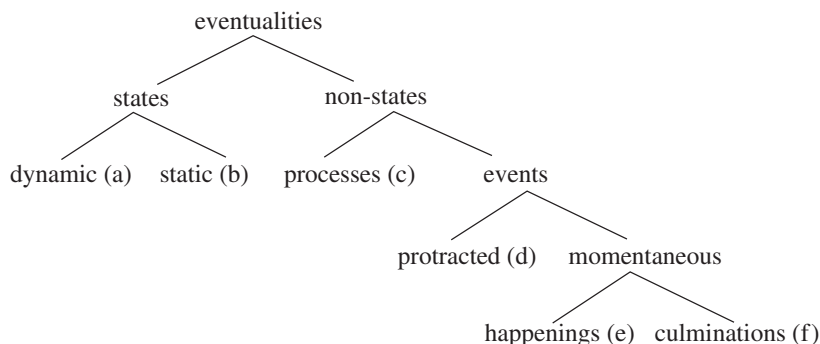 eventualities
states non-states
dynamic (a) static (b) processes (c) events
protracted (d) momentaneous
happenings (e) culminations (f)